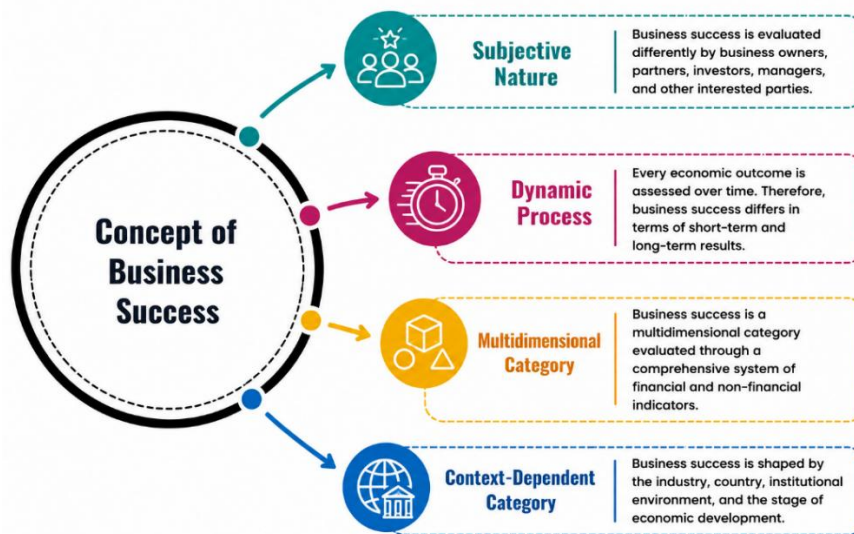 Concept of
Business
Success
Subjective
Nature
Business success is evaluated
differently by business owners,
partners, investors, managers,
and other interested parties.
Dynamic
Process
Every economic outcome is
assessed over time. Therefore,
business success differs in
terms of short-term and
long-term results.
Multidimensional
Category
Business success is a
multidimensional category
evaluated through a
comprehensive system of
financial and non-financial
indicators.
Context-Dependent
Category
Business success is shaped by
the industry, country, institutional
environment, and the stage of
economic development.